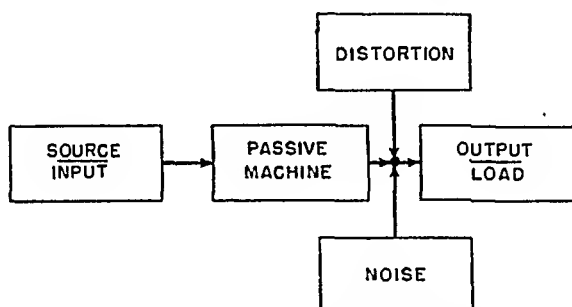 DISTORTION
SOURCE
INPUT
PASSIVE
MACHINE
OUTPUT
LOAD
NOISE